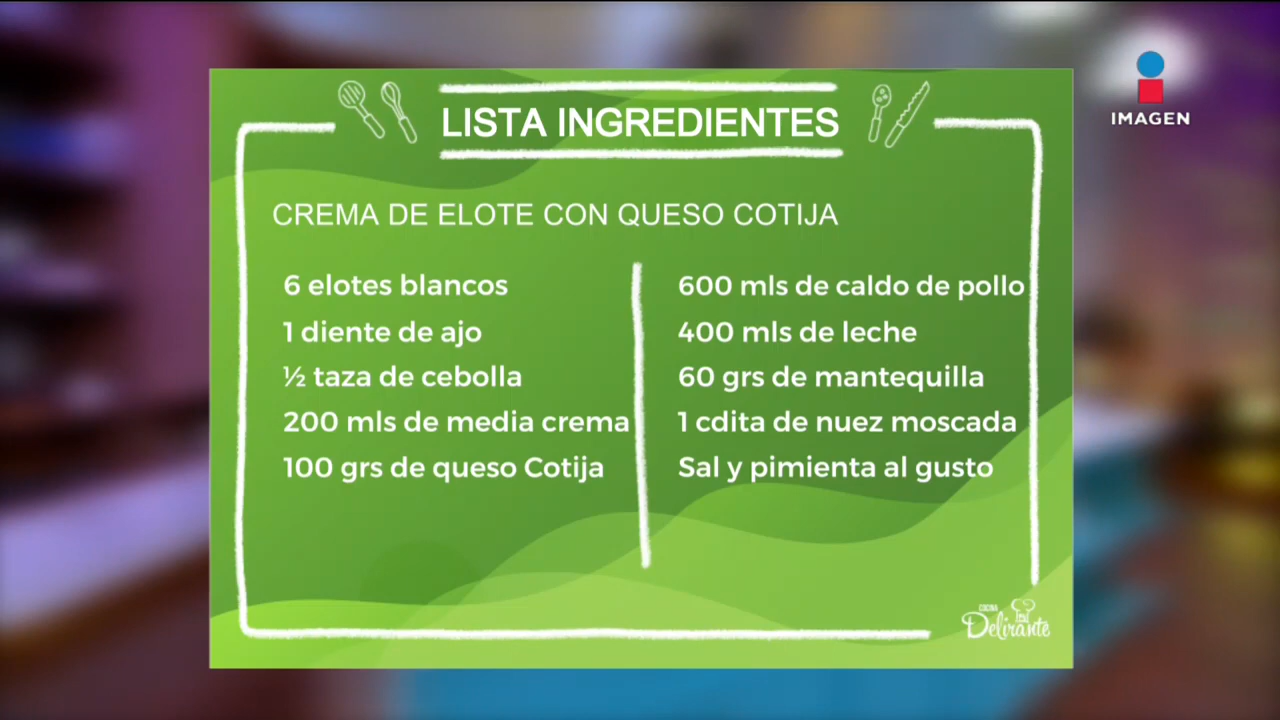 IMAGEN
LISTA INGREDIENTES
CREMA DE ELOTE CON QUESO COTIJA
6 elotes blancos
1 diente de ajo
½ taza de cebolla
200 mls de media crema
100 grs de queso Cotija
600 mls de caldo de pollo
400 mls de leche
60 grs de mantequilla
1 cdita de nuez moscada
Sal y pimienta al gusto
COCINA
Delirante